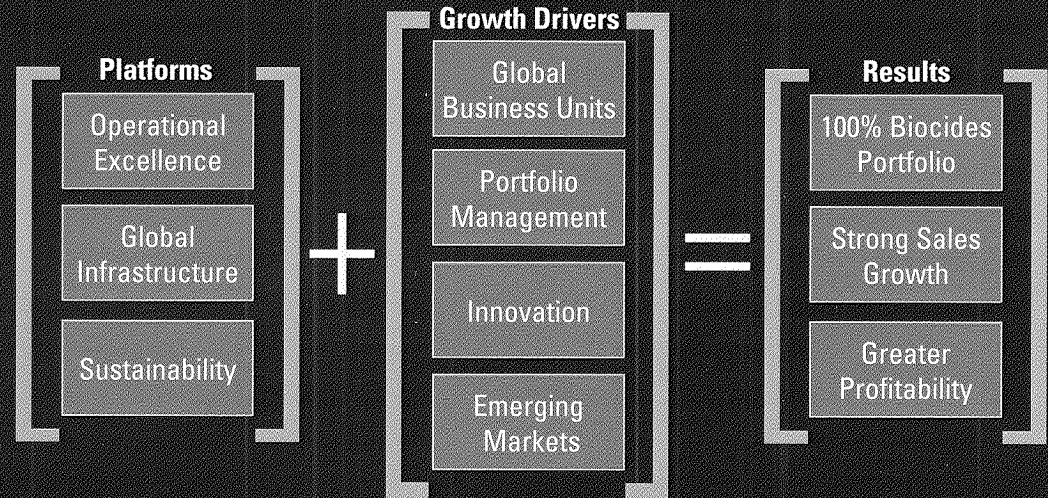 Platforms
Operational
Excellence
Global
Infrastructure
Sustainability
+
Growth Drivers
Global
Business Units
Portfolio
Management
Innovation
Emerging
Markets
=
Results
100% Biocides
Portfolio
Strong Sales
Growth
Greater
Profitability